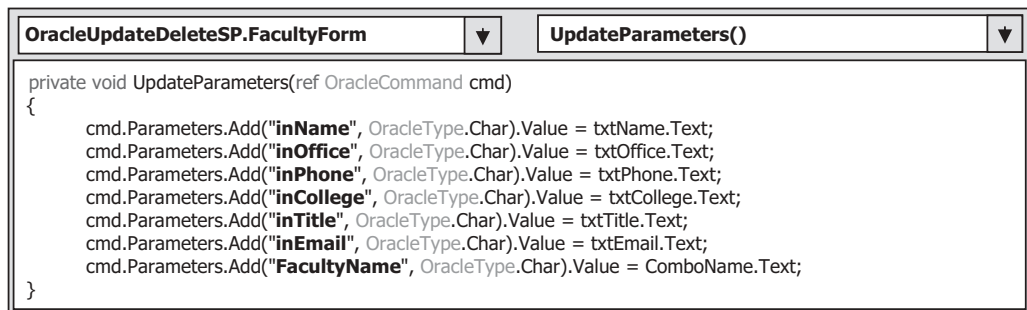 OracleUpdateDeleteSP.FacultyForm
UpdateParameters()
private void UpdateParameters(ref OracleCommand cmd)
{
cmd.Parameters.Add("inName", OracleType.Char).Value = txtName.Text;
cmd.Parameters.Add("inOffice", OracleType.Char).Value = txtOffice.Text;
cmd.Parameters.Add("inPhone", OracleType.Char).Value = txtPhone.Text;
cmd.Parameters.Add("inCollege", OracleType.Char).Value = txtCollege.Text;
cmd.Parameters.Add("inTitle", OracleType.Char).Value = txtTitle.Text;
cmd.Parameters.Add("inEmail", OracleType.Char).Value = txtEmail.Text;
cmd.Parameters.Add("FacultyName", OracleType.Char).Value = ComboName.Text;
}